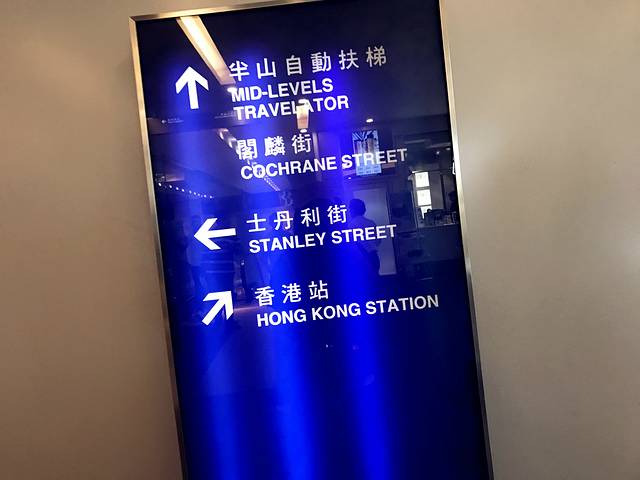 半山自動扶梯
MID-LEVELS
TRAVELATOR
閣麟街
COCHRANE STREET
士丹利街
STANLEY STREET
香港站
HONG KONG STATION